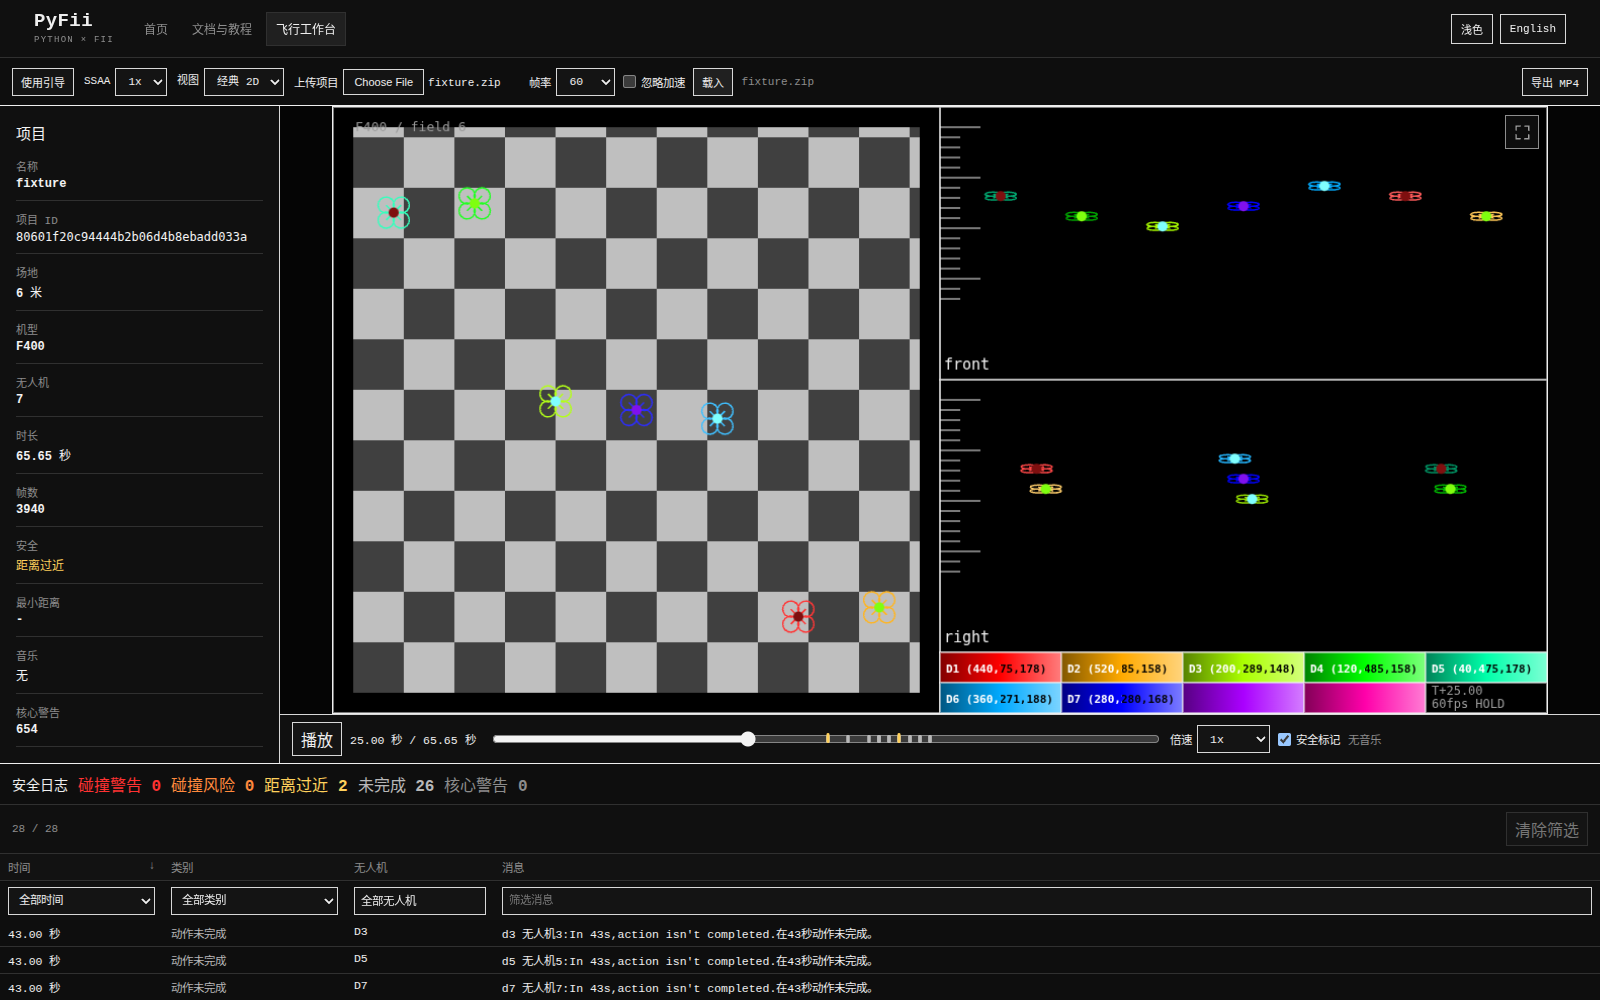 PyFii
PYTHON × FII
首页
文档与教程
飞行工作台
浅色
English
使用引导
SSAA
1x
视图
经典 2D
上传项目
Choose File
fixture.zip
帧率
60
忽略加速
载入
fixture.zip
导出 MP4
项目
名称
fixture
项目 ID
80601f20c94444b2b06d4b8ebadd033a
场地
6 米
机型
F400
无人机
7
时长
65.65 秒
帧数
3940
安全
距离过近
最小距离
-
音乐
无
核心警告
654
F400 / field 6
front
right
D1 (440,75,178)
D2 (520,85,158)
D3 (200,289,148)
D4 (120,485,158)
D5 (40,475,178)
D6 (360,271,188)
D7 (280,280,168)
T+25.00
60fps HOLD
播放
25.00 秒 / 65.65 秒
倍速
1x
安全标记
无音乐
安全日志 碰撞警告 0 碰撞风险 0 距离过近 2 未完成 26 核心警告 0
28 / 28
清除筛选
时间 ↓
类别
无人机
消息
全部时间
全部类别
全部无人机
筛选消息
43.00 秒 动作未完成 D3 d3 无人机3:In 43s,action isn't completed.在43秒动作未完成。
43.00 秒 动作未完成 D5 d5 无人机5:In 43s,action isn't completed.在43秒动作未完成。
43.00 秒 动作未完成 D7 d7 无人机7:In 43s,action isn't completed.在43秒动作未完成。